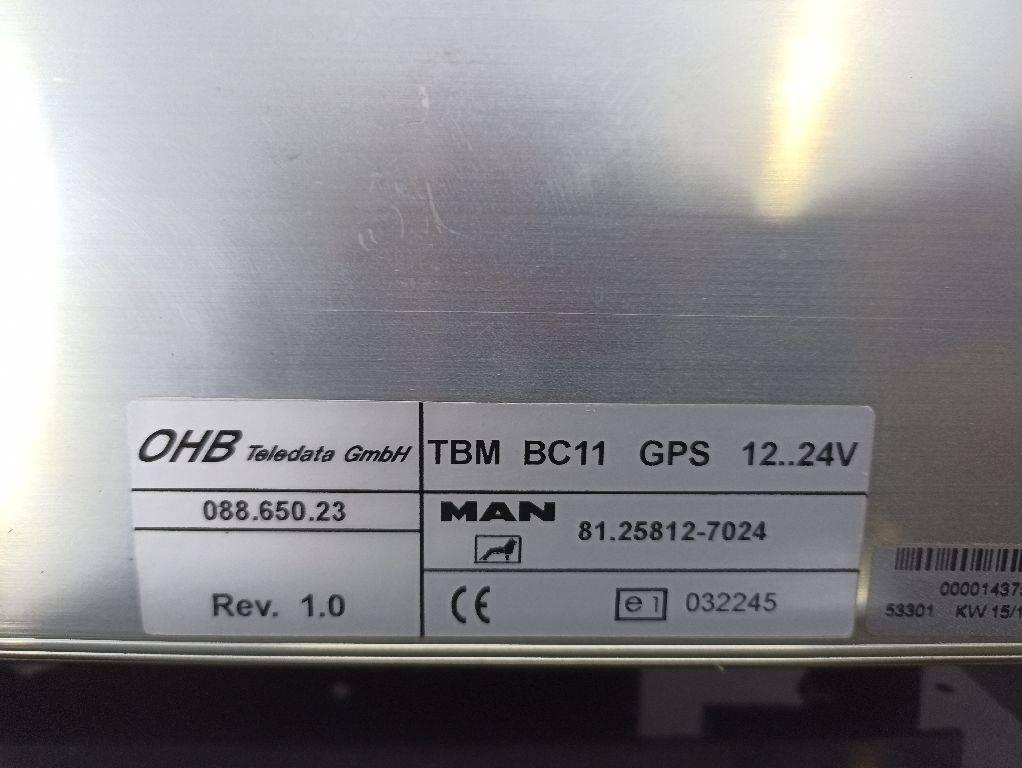 OHB Teledata GmbH
TBM BC11 GPS 12..24V
088.650.23
MAN
81.25812-7024
Rev. 1.0
CE
e1 032245
53301 KW